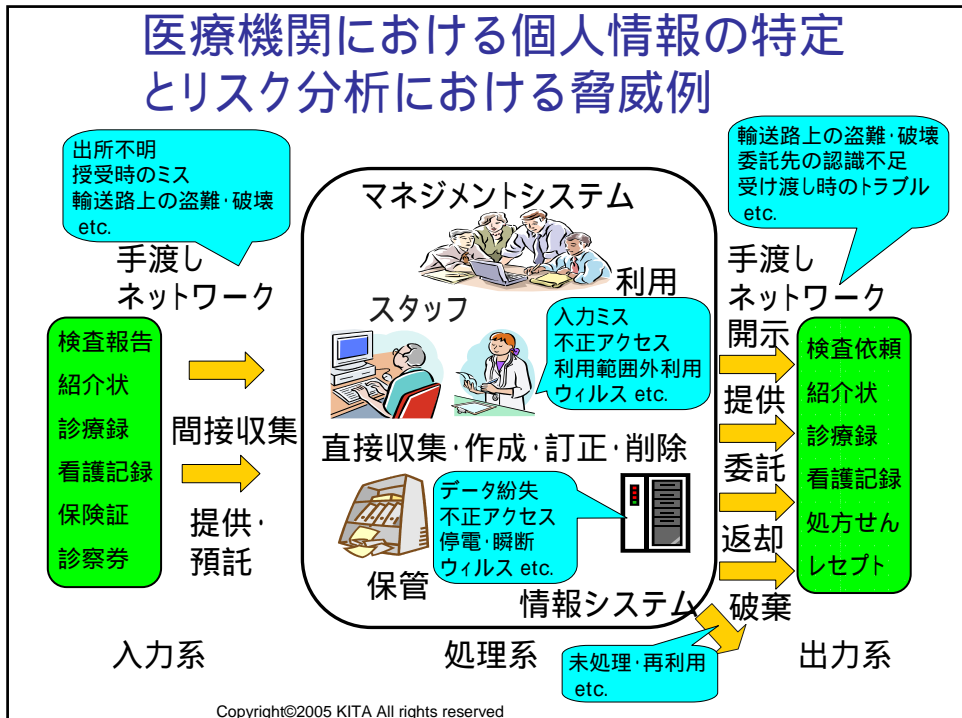 医療機関における個人情報の特定
とリスク分析における脅威例
出所不明
授受時のミス
輸送路上の盗難・破壊
etc.
手渡し
ネットワーク
検査報告
紹介状
診療録
看護記録
保険証
診察券
間接収集
提供・
預託
入力系
マネジメントシステム
利用
スタッフ
入力ミス
不正アクセス
利用範囲外利用
ウィルス etc.
直接収集・作成・訂正・削除
データ紛失
不正アクセス
停電・瞬断
ウィルス etc.
保管
情報システム
処理系
輸送路上の盗難・破壊
委託先の認識不足
受け渡し時のトラブル
etc.
手渡し
ネットワーク
開示
提供
委託
返却
破棄
検査依頼
紹介状
診療録
看護記録
処方せん
レセプト
未処理・再利用
etc.
出力系
Copyright©2005 KITA All rights reserved